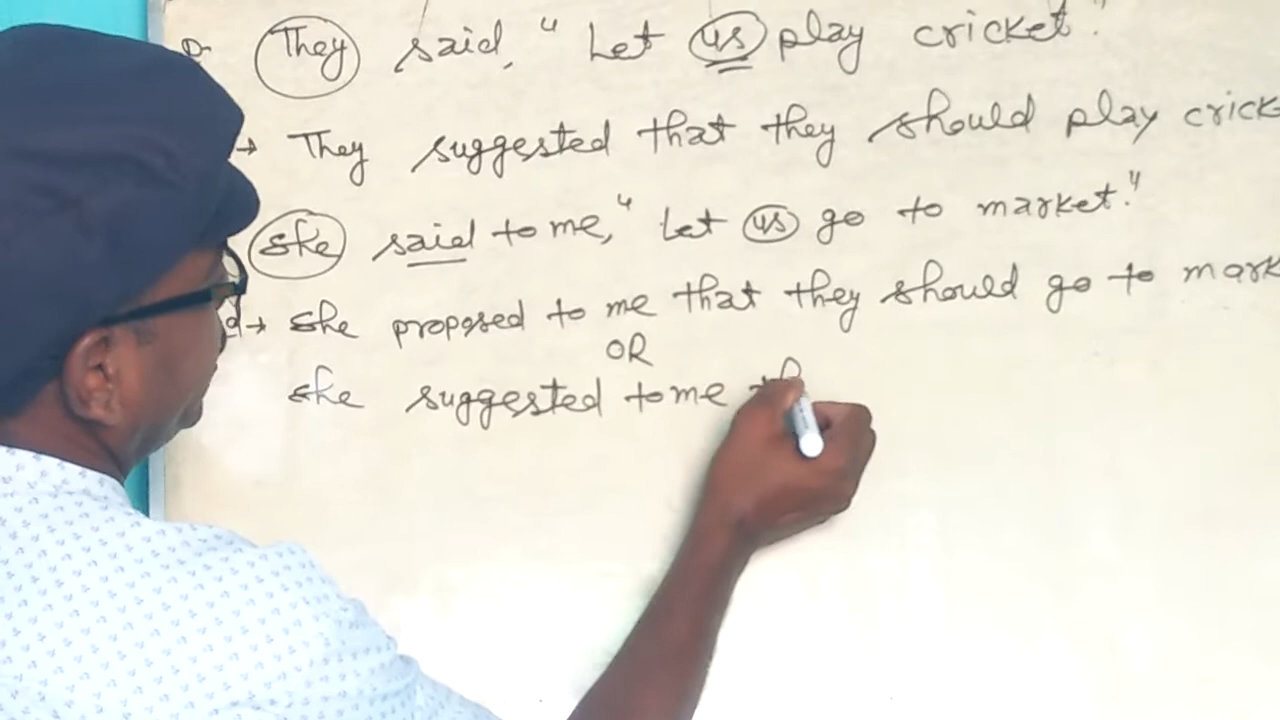 They said, "Let us play cricket."
→ They suggested that they should play crick
She said to me, "Let us go to market."
→ She proposed to me that they should go to mark
OR
She suggested to me th